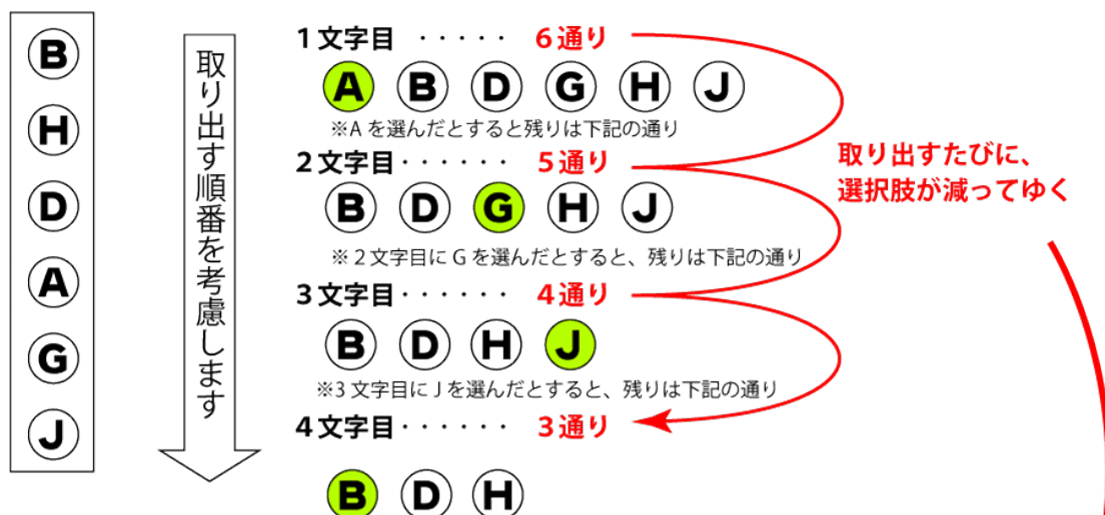 B
H
D
A
G
J
取り出す順番を考慮します
1文字目 ・・・・・ 6通り
A B D G H J
※Aを選んだとすると残りは下記の通り
2文字目・・・・・・ 5通り
B D G H J
※2文字目にGを選んだとすると、残りは下記の通り
3文字目・・・・・・ 4通り
B D H J
※3文字目にJを選んだとすると、残りは下記の通り
4文字目・・・・・・ 3通り
B D H
取り出すたびに、
選択肢が減ってゆく